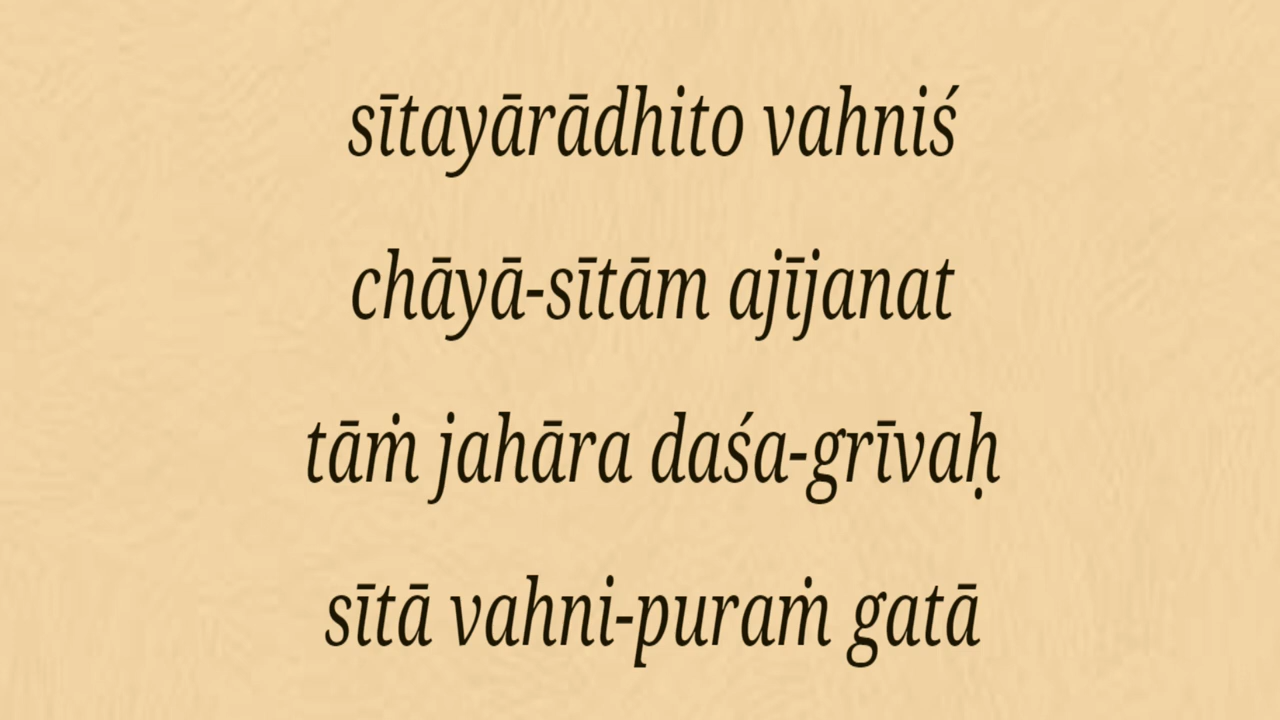 sītayārādhito vahniś
chāyā-sītām ajījanat
tāṁ jahāra daśa-grīvaḥ
sītā vahni-puraṁ gatā